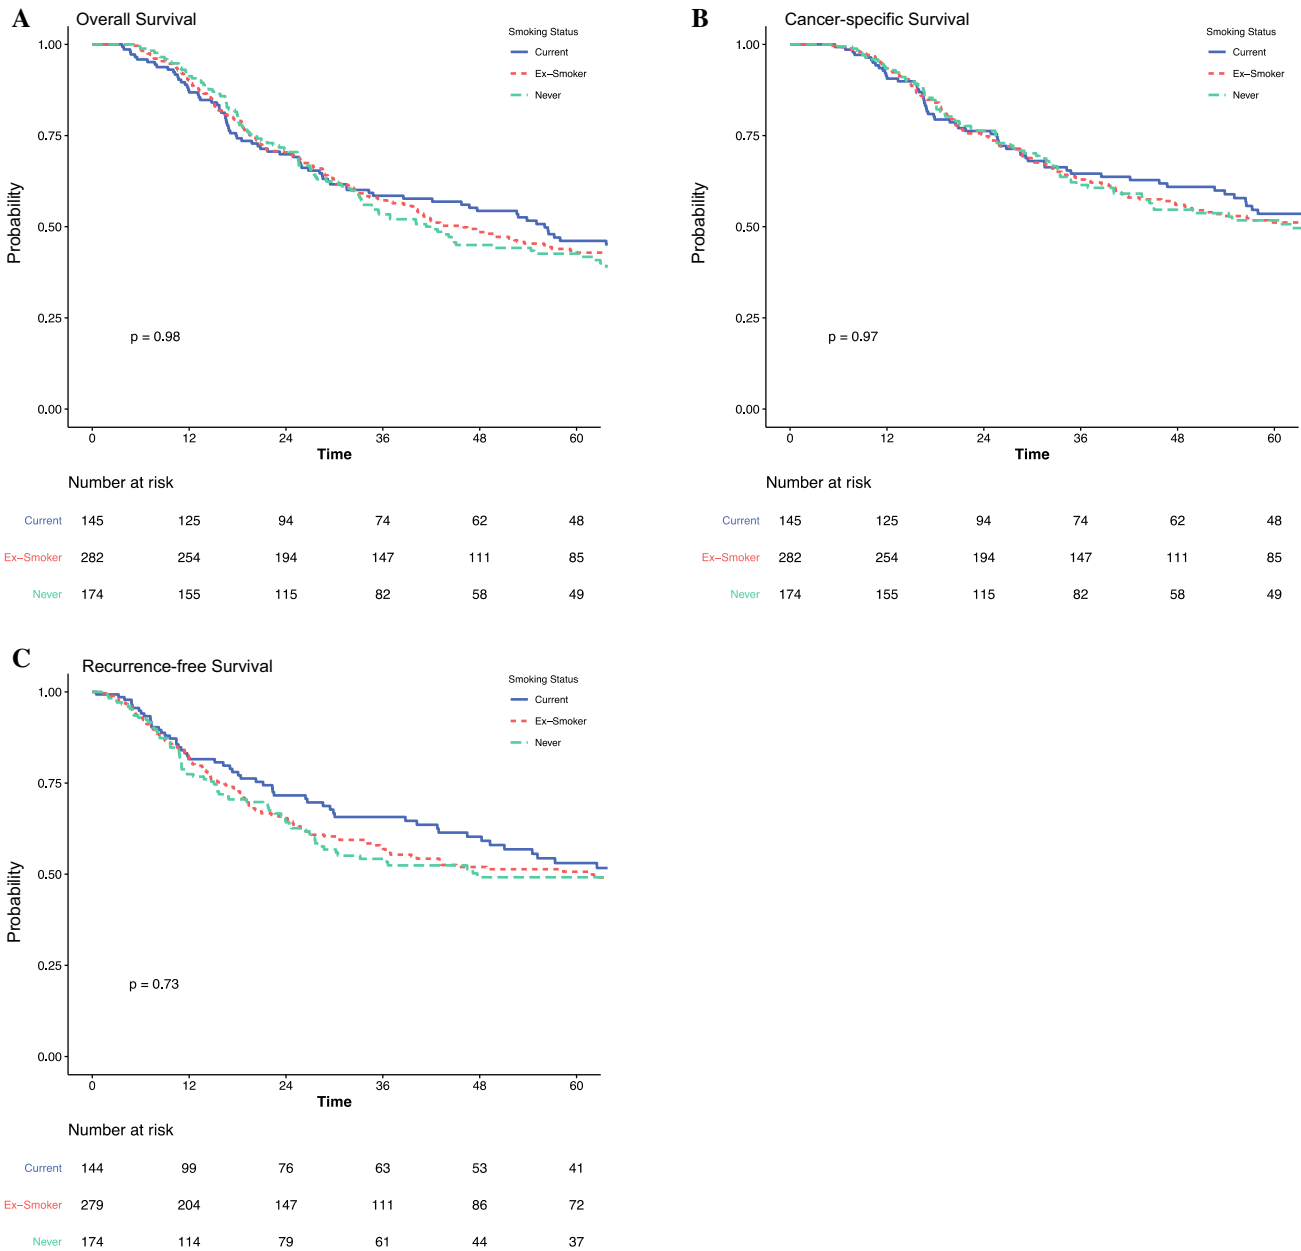 A
Overall Survival
Smoking Status
Current
Ex–Smoker
Never
1.00
0.75
0.50
0.25
0.00
Probability
p = 0.98
0 12 24 36 48 60
Time
Number at risk
Current 145 125 94 74 62 48
Ex–Smoker 282 254 194 147 111 85
Never 174 155 115 82 58 49
B
Cancer-specific Survival
Smoking Status
Current
Ex–Smoker
Never
1.00
0.75
0.50
0.25
0.00
Probability
p = 0.97
0 12 24 36 48 60
Time
Number at risk
Current 145 125 94 74 62 48
Ex–Smoker 282 254 194 147 111 85
Never 174 155 115 82 58 49
C
Recurrence-free Survival
Smoking Status
Current
Ex–Smoker
Never
1.00
0.75
0.50
0.25
0.00
Probability
p = 0.73
0 12 24 36 48 60
Time
Number at risk
Current 144 99 76 63 53 41
Ex–Smoker 279 204 147 111 86 72
Never 174 114 79 61 44 37